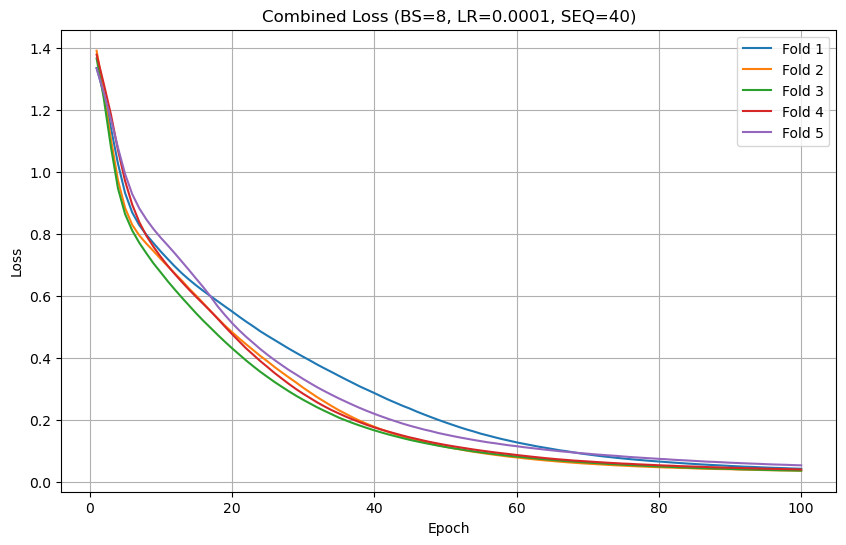 Combined Loss (BS=8, LR=0.0001, SEQ=40)
Fold 1
Fold 2
Fold 3
Fold 4
Fold 5
Loss
1.4
1.2
1.0
0.8
0.6
0.4
0.2
0.0
0 20 40 60 80 100
Epoch